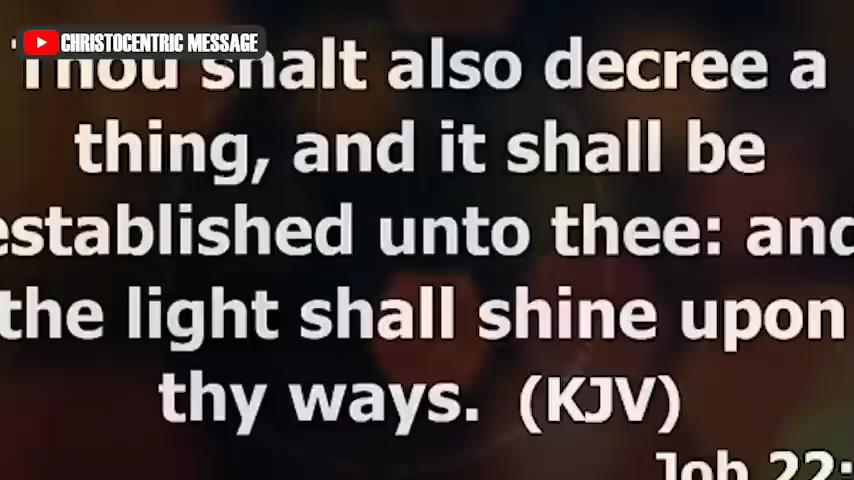 CHRISTOCENTRIC MESSAGE
Thou shalt also decree a
thing, and it shall be
established unto thee: and
the light shall shine upon
thy ways. (KJV)
Job 22: